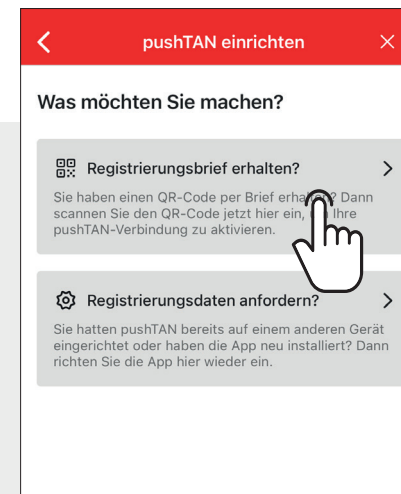 pushTAN einrichten
Was möchten Sie machen?
Registrierungsbrief erhalten?
Sie haben einen QR-Code per Brief erhalten? Dann
scannen Sie den QR-Code jetzt hier ein, Ihre
pushTAN-Verbindung zu aktivieren.
Registrierungsdaten anfordern?
Sie hatten pushTAN bereits auf einem anderen Gerät
eingerichtet oder haben die App neu installiert? Dann
richten Sie die App hier wieder ein.